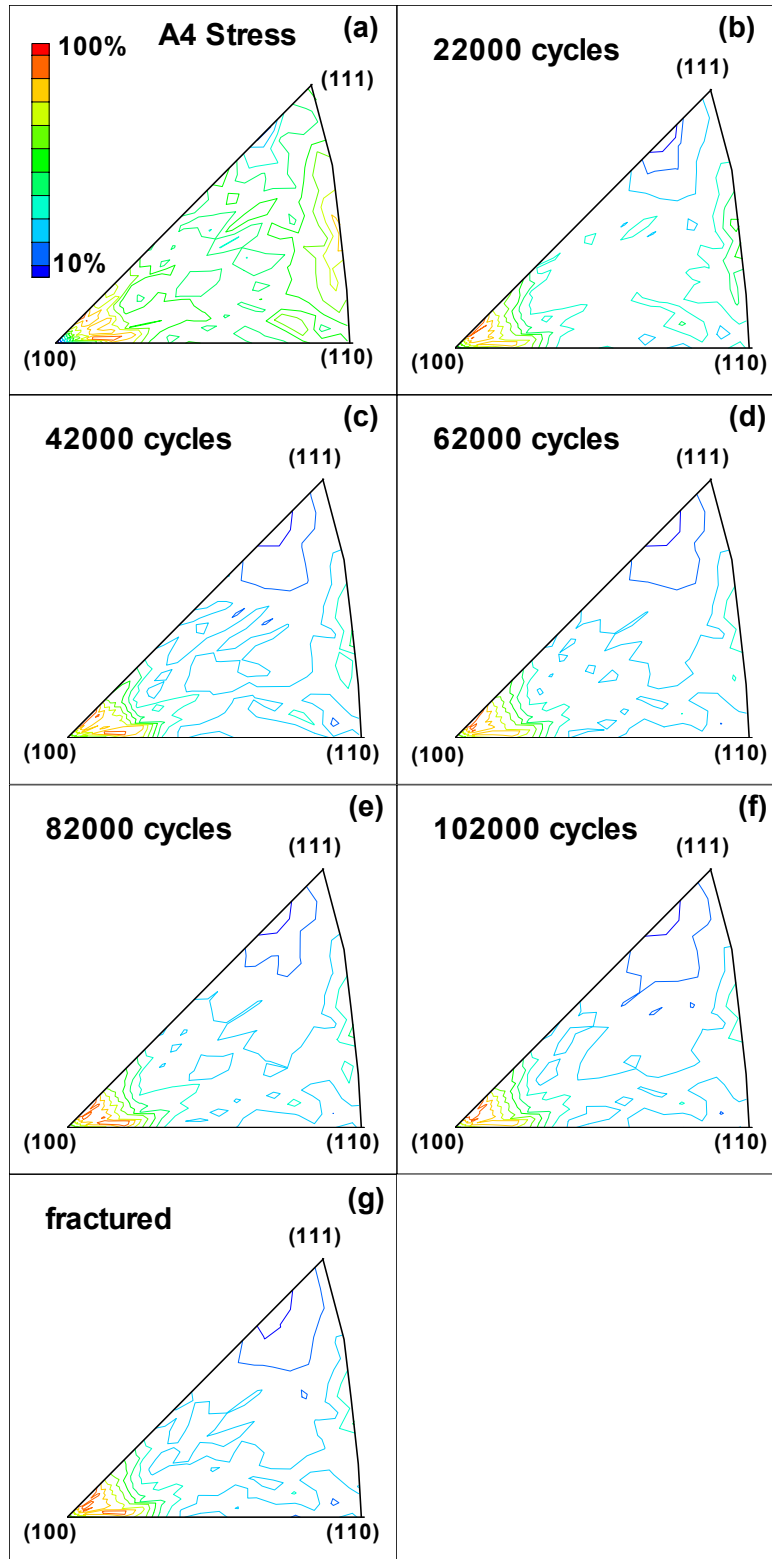 A4 Stress
(a)
100%
10%
(111)
(100)
(110)
22000 cycles
(b)
(111)
(100)
(110)
42000 cycles
(c)
(111)
(100)
(110)
62000 cycles
(d)
(111)
(100)
(110)
82000 cycles
(e)
(111)
(100)
(110)
102000 cycles
(f)
(111)
(100)
(110)
fractured
(g)
(111)
(100)
(110)